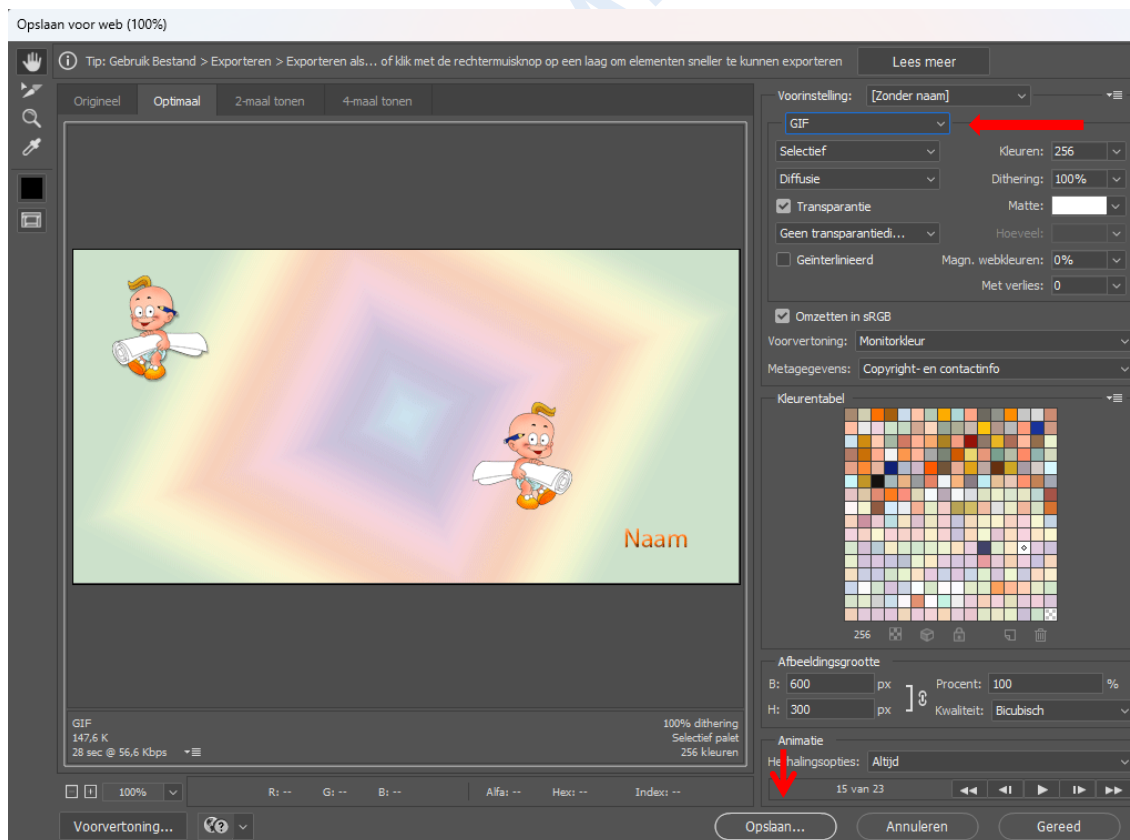 Opslaan voor web (100%)
Tip: Gebruik Bestand > Exporteren > Exporteren als... of klik met de rechtermuisknop op een laag om elementen sneller te kunnen exporteren
Lees meer
Origineel Optimaal 2-maal tonen 4-maal tonen
Voorinstelling: [Zonder naam]
GIF
Selectief Kleuren: 256
Diffusie Dithering: 100%
Transparantie Matte:
Geen transparantiedi... Hoeveel:
Geïnterlinieerd Magn. webkleuren: 0%
Met verlies: 0
Omzetten in sRGB
Voorvertoning: Monitorkleur
Metagegevens: Copyright- en contactinfo
Kleurentabel
Naam
256
Afbeeldingsgrootte
B: 600 px Procent: 100 %
H: 300 px Kwaliteit: Bicubisch
GIF
147,6 K
28 sec @ 56,6 Kbps
100% dithering
Selectief palet
256 kleuren
Animatie
Herhalingsopties: Altijd
15 van 23
100% R: -- G: -- B: -- Alfa: -- Hex: -- Index: --
Voorvertoning... Opslaan... Annuleren Gereed